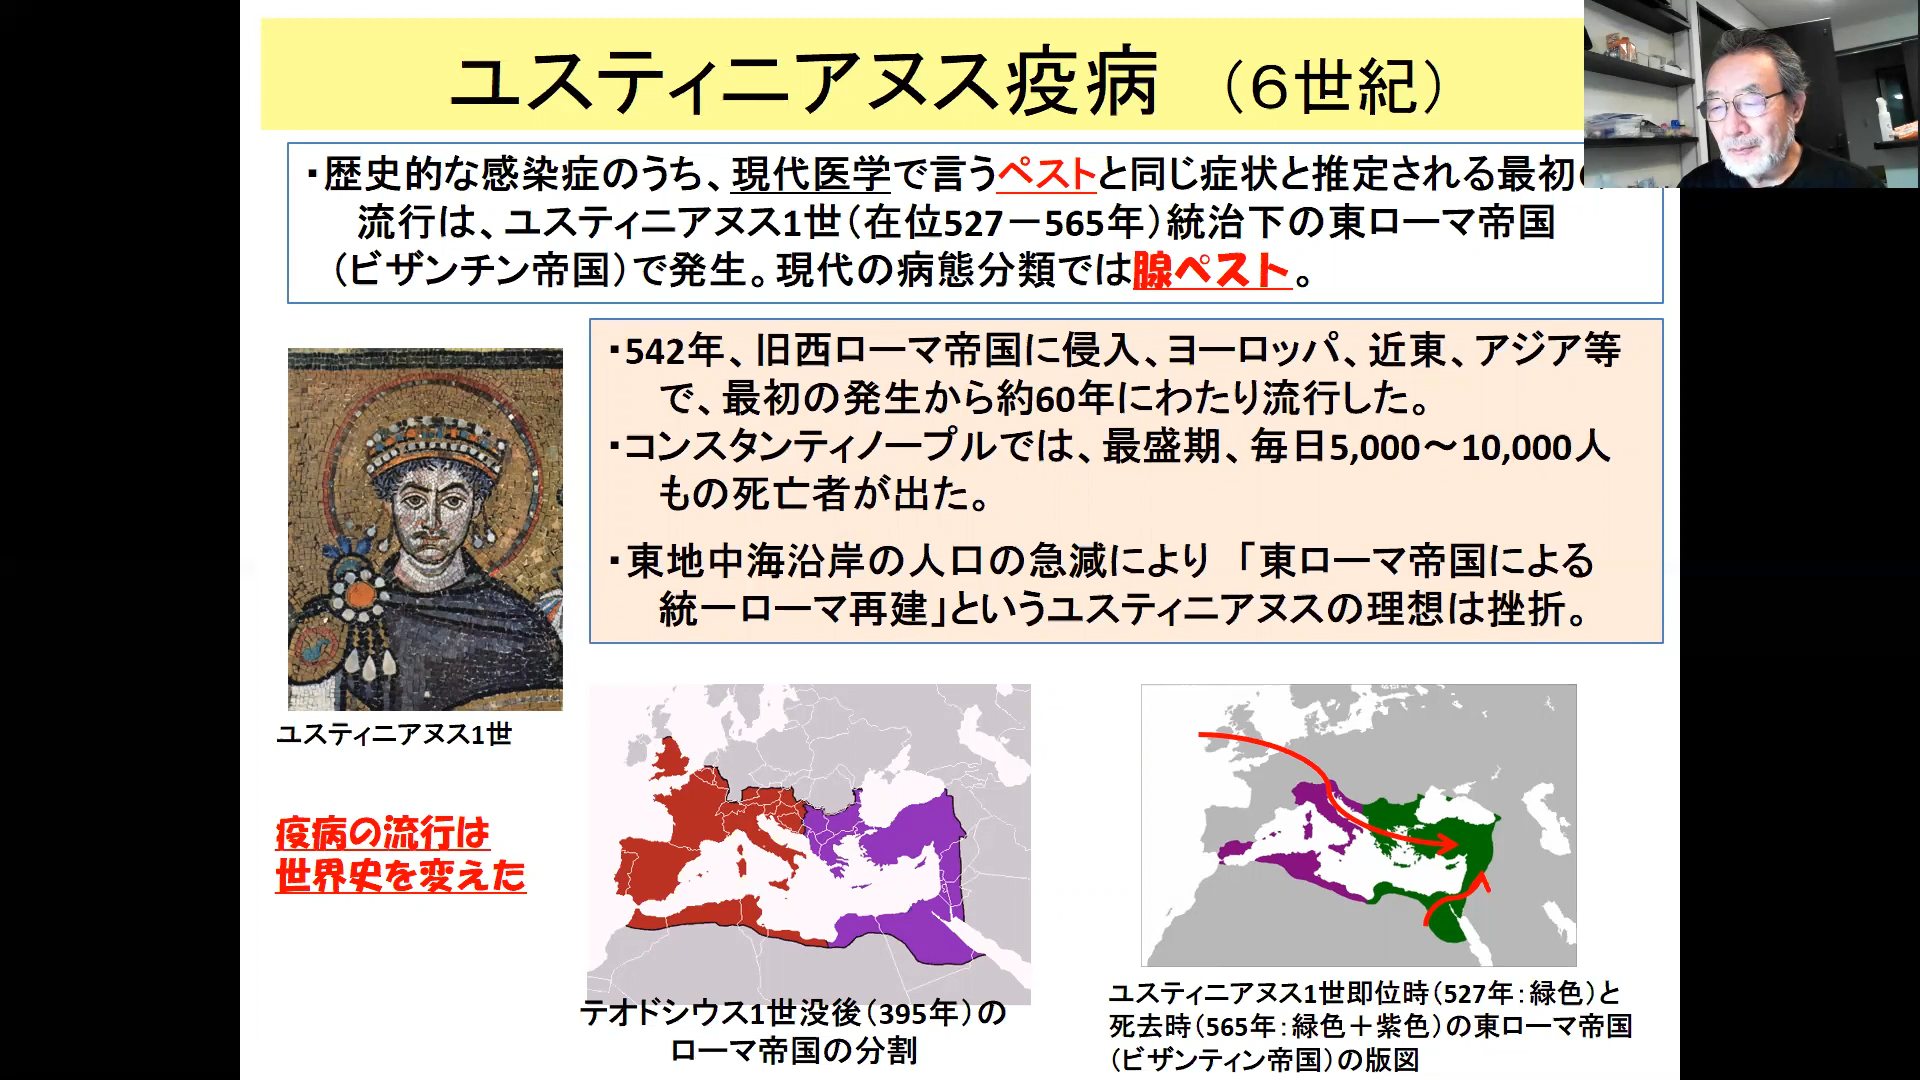 ユスティニアヌス疫病 （６世紀）
・歴史的な感染症のうち、現代医学で言うペストと同じ症状と推定される最初
流行は、ユスティニアヌス1世（在位527－565年）統治下の東ローマ帝国
（ビザンチン帝国）で発生。現代の病態分類では腺ペスト。
・542年、旧西ローマ帝国に侵入、ヨーロッパ、近東、アジア等
で、最初の発生から約60年にわたり流行した。
・コンスタンティノープルでは、最盛期、毎日5,000～10,000人
もの死亡者が出た。
・東地中海沿岸の人口の急減により 「東ローマ帝国による
統一ローマ再建」というユスティニアヌスの理想は挫折。
ユスティニアヌス1世
疫病の流行は
世界史を変えた
テオドシウス1世没後（395年）の
ローマ帝国の分割
ユスティニアヌス1世即位時（527年：緑色）と
死去時（565年：緑色＋紫色）の東ローマ帝国
（ビザンティン帝国）の版図